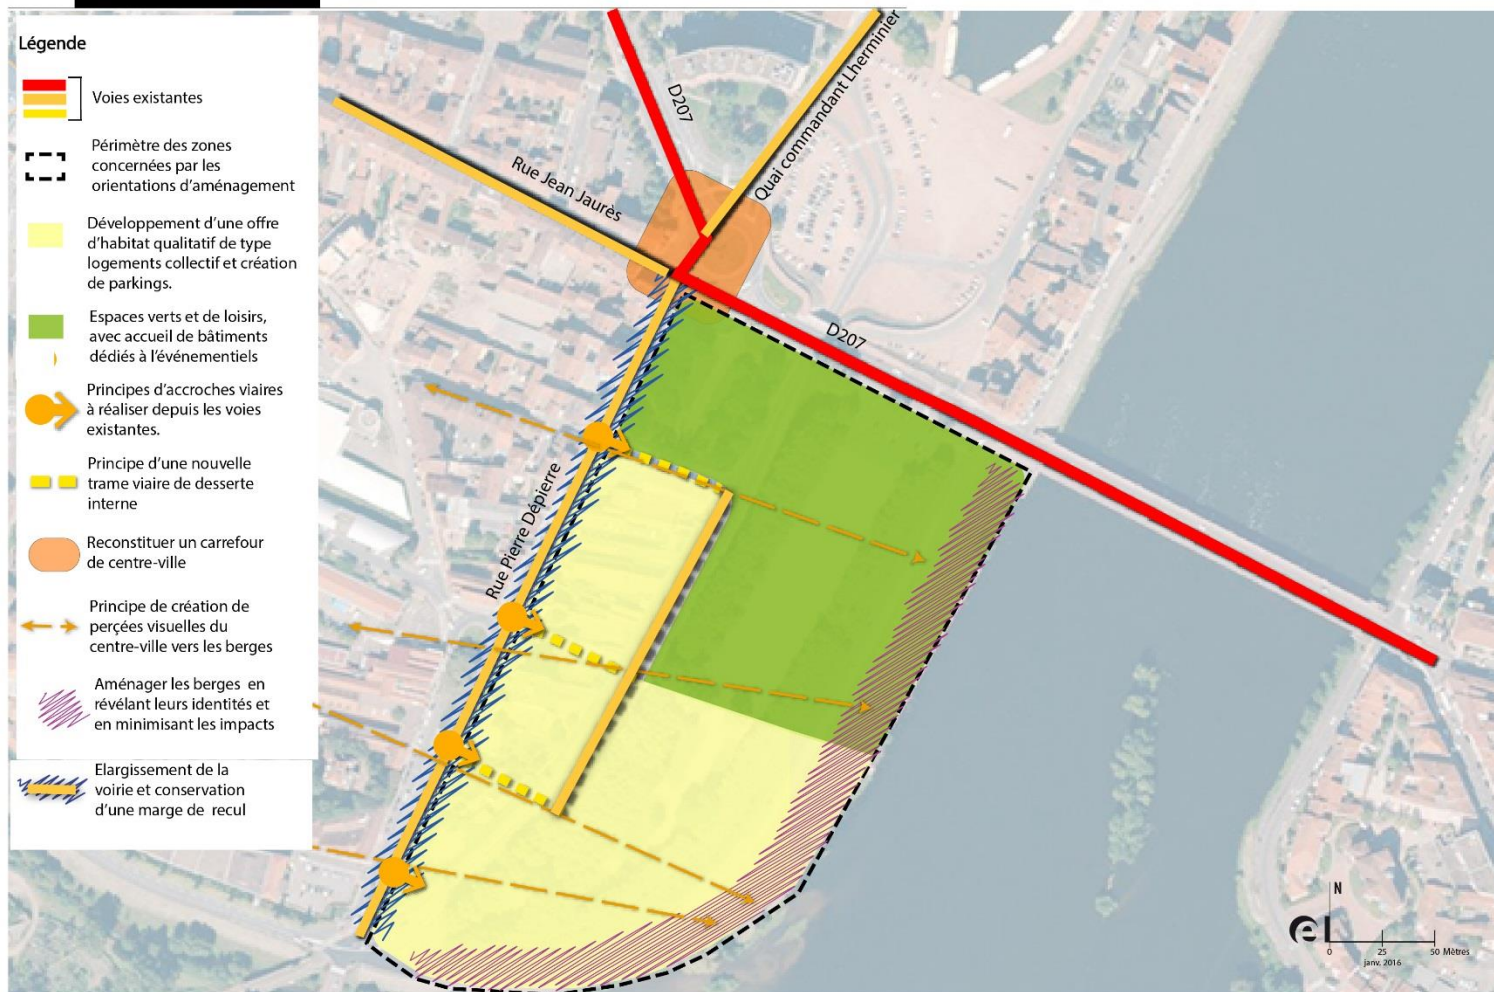 Légende
Voies existantes
Périmètre des zones
concernées par les
orientations d'aménagement
Développement d'une offre
d'habitat qualitatif de type
logements collectif et création
de parkings.
Espaces verts et de loisirs,
avec accueil de bâtiments
dédiés à l'événementiels
Principes d'accroches viaires
à réaliser depuis les voies
existantes.
Principe d'une nouvelle
trame viaire de desserte
interne
Reconstituer un carrefour
de centre-ville
Principe de création de
perçées visuelles du
centre-ville vers les berges
Aménager les berges en
révélant leurs identités et
en minimisant les impacts
Elargissement de la
voirie et conservation
d'une marge de recul
D207
Quai commandant Lherminier
Rue Jean Jaurès
D207
Rue Pierre Dépierre
N
0 25 50 Mètres
janv. 2016